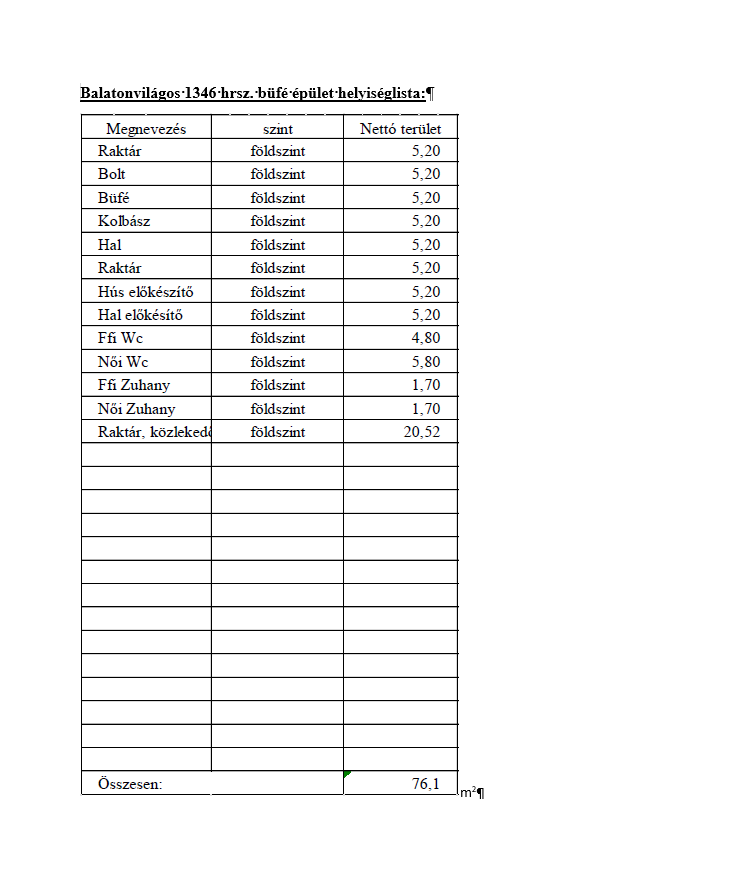 Balatonvilágos·1346·hrsz.·büfé·épület·helyiséglista:¶
Megnevezés szint Nettó terület
Raktár földszint 5,20
Bolt földszint 5,20
Büfé földszint 5,20
Kolbász földszint 5,20
Hal földszint 5,20
Raktár földszint 5,20
Hús előkészítő földszint 5,20
Hal előkésítő földszint 5,20
Ffi Wc földszint 4,80
Női Wc földszint 5,80
Ffi Zuhany földszint 1,70
Női Zuhany földszint 1,70
Raktár, közlekedő földszint 20,52
Összesen: 76,1 m²¶